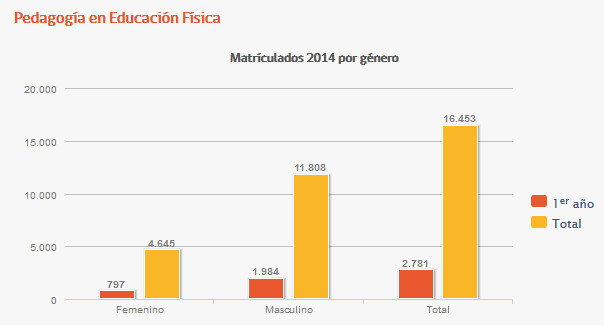 Pedagogía en Educación Física
Matrículados 2014 por género
20.000
15.000
10.000
5.000
0
797
4.645
1.984
11.808
2.781
16.453
Femenino
Masculino
Total
1er año
Total